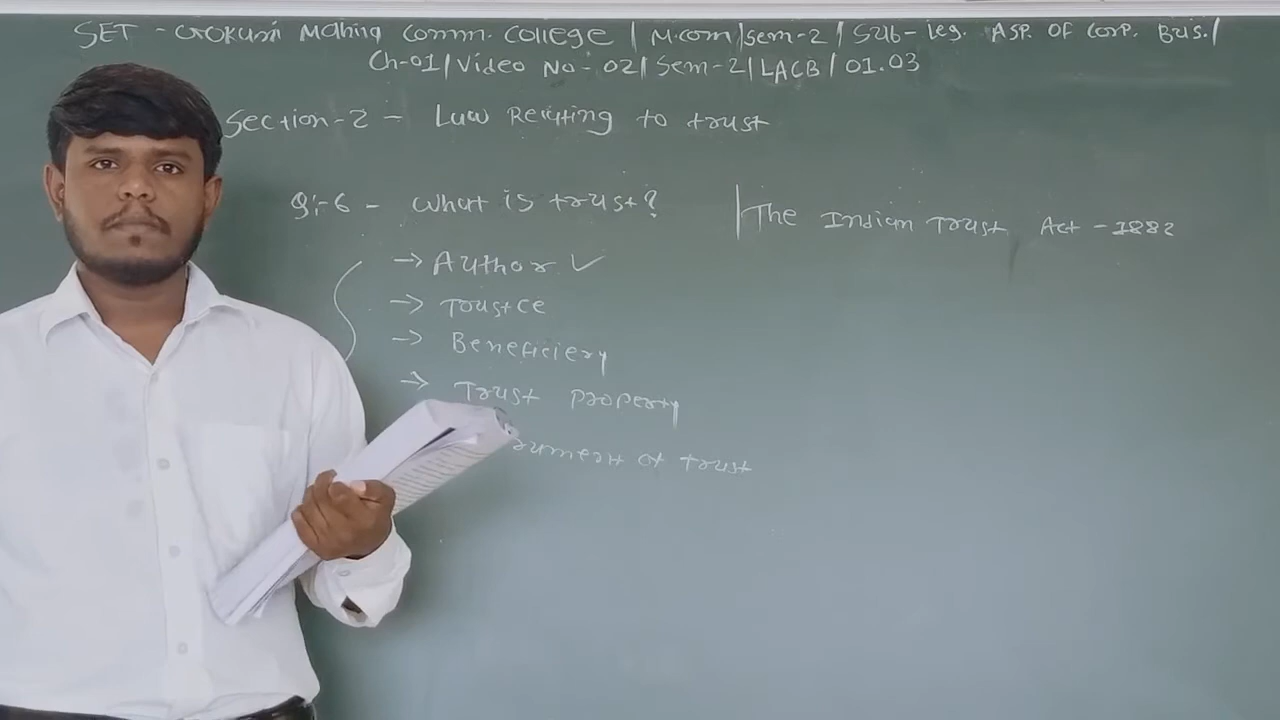 SET - Gokul Mahila Comm. College | M.com | sem-2 | Sub- Leg. ASP. OF Corp. Bus. |
Ch-01 | Video No - 02 | Sem-2 | LACB | 01.03
Section-2 - Law Relating to trust
6 - What is trust?
The Indian Trust Act - 1882
→ Author ✓
→ Trustee
→ Beneficiery
→ Trust Property
rument of trust